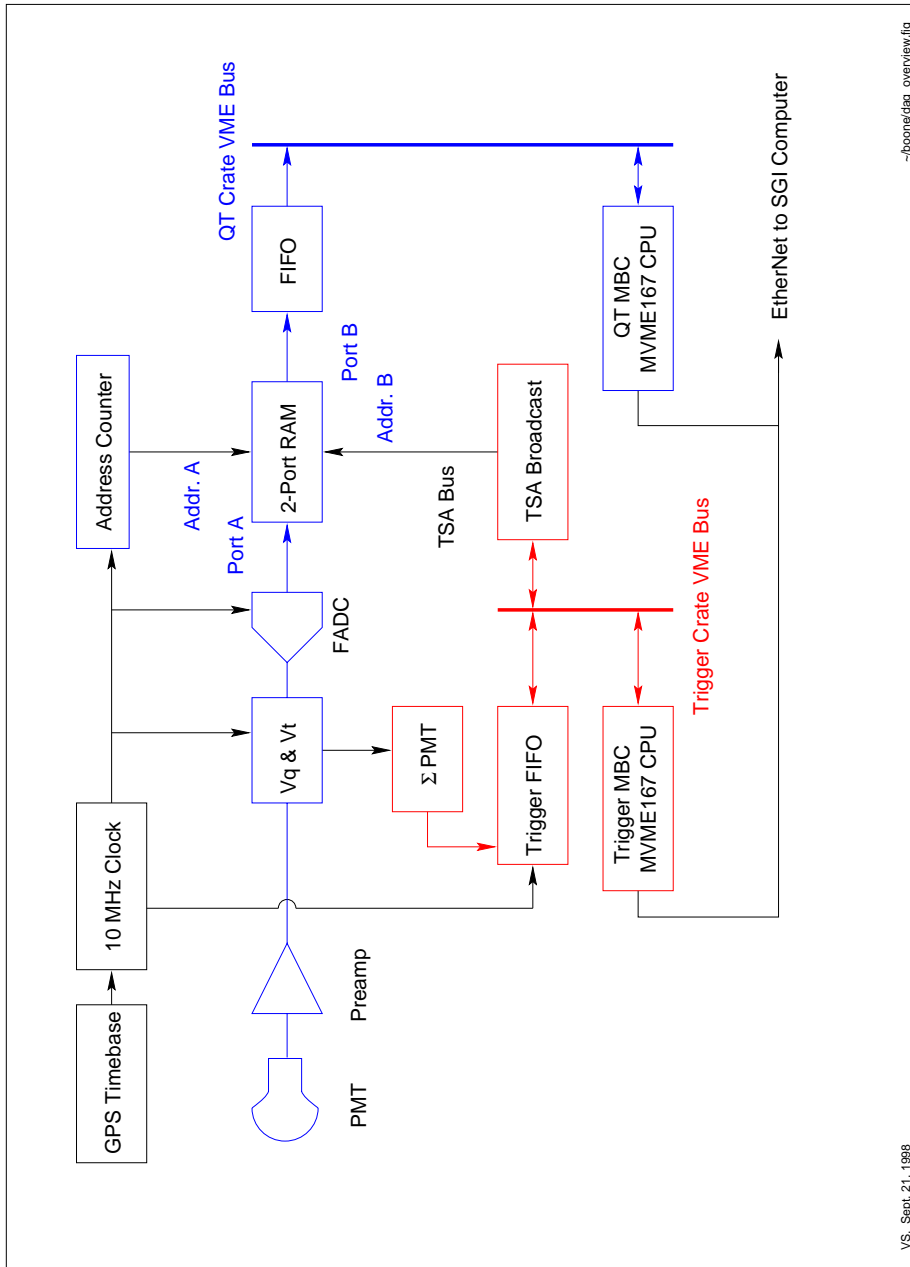 GPS Timebase
10 MHz Clock
Address Counter
Addr. A
QT Crate VME Bus
PMT
Preamp
Vq & Vt
FADC
Port A
2-Port RAM
Port B
FIFO
Addr. B
Σ PMT
TSA Bus
Trigger FIFO
TSA Broadcast
Trigger MBC
MVME167 CPU
Trigger Crate VME Bus
QT MBC
MVME167 CPU
EtherNet to SGI Computer
VS, Sept. 21, 1998
~/boone/daq_overview.fig